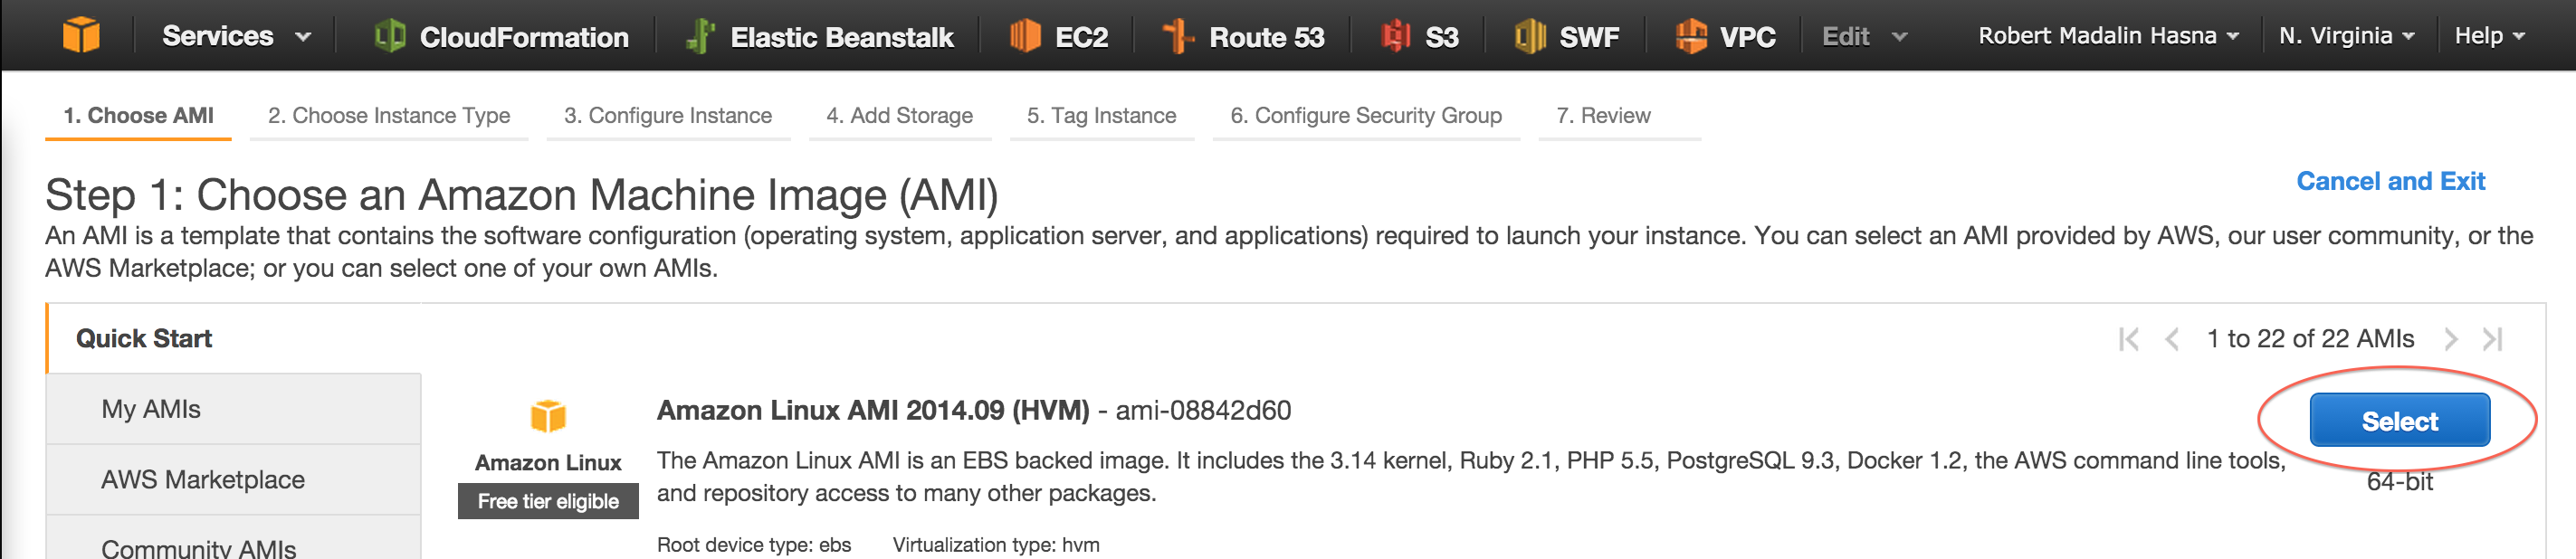 Services CloudFormation Elastic Beanstalk EC2 Route 53 S3 SWF VPC Edit Robert Madalin Hasna N. Virginia Help
1. Choose AMI 2. Choose Instance Type 3. Configure Instance 4. Add Storage 5. Tag Instance 6. Configure Security Group 7. Review
Step 1: Choose an Amazon Machine Image (AMI)
Cancel and Exit
An AMI is a template that contains the software configuration (operating system, application server, and applications) required to launch your instance. You can select an AMI provided by AWS, our user community, or the
AWS Marketplace; or you can select one of your own AMIs.
Quick Start
1 to 22 of 22 AMIs
My AMIs
AWS Marketplace
Community AMIs
Amazon Linux
Free tier eligible
Amazon Linux AMI 2014.09 (HVM) - ami-08842d60
The Amazon Linux AMI is an EBS backed image. It includes the 3.14 kernel, Ruby 2.1, PHP 5.5, PostgreSQL 9.3, Docker 1.2, the AWS command line tools,
and repository access to many other packages.
Root device type: ebs Virtualization type: hvm
Select
64-bit